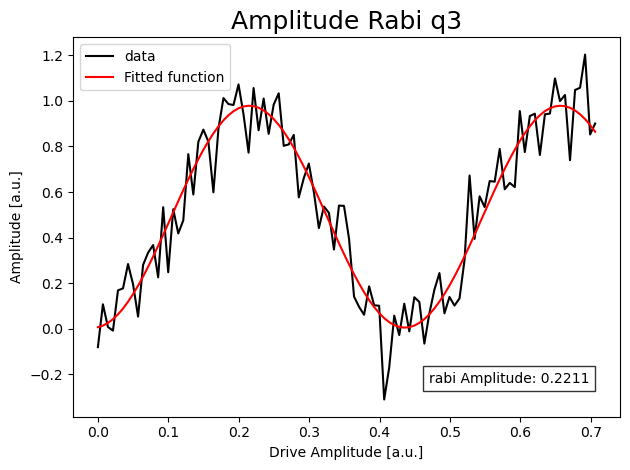 Amplitude Rabi q3
data
Fitted function
Amplitude [a.u.]
1.2
1.0
0.8
0.6
0.4
0.2
0.0
−0.2
rabi Amplitude: 0.2211
0.0 0.1 0.2 0.3 0.4 0.5 0.6 0.7
Drive Amplitude [a.u.]